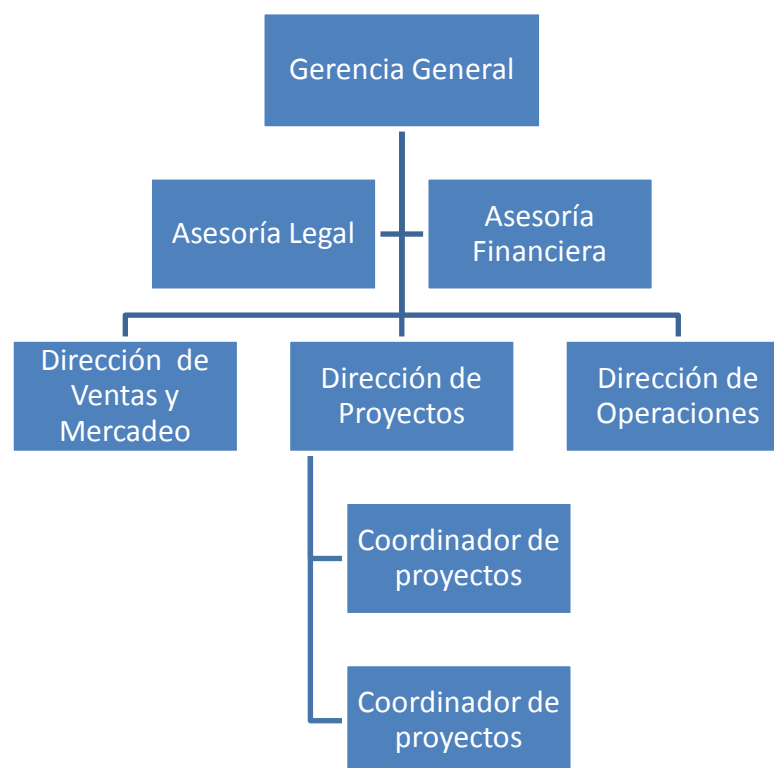 Gerencia General
Asesoría Legal
Asesoría
Financiera
Dirección de
Ventas y
Mercadeo
Dirección de
Proyectos
Dirección de
Operaciones
Coordinador de
proyectos
Coordinador de
proyectos